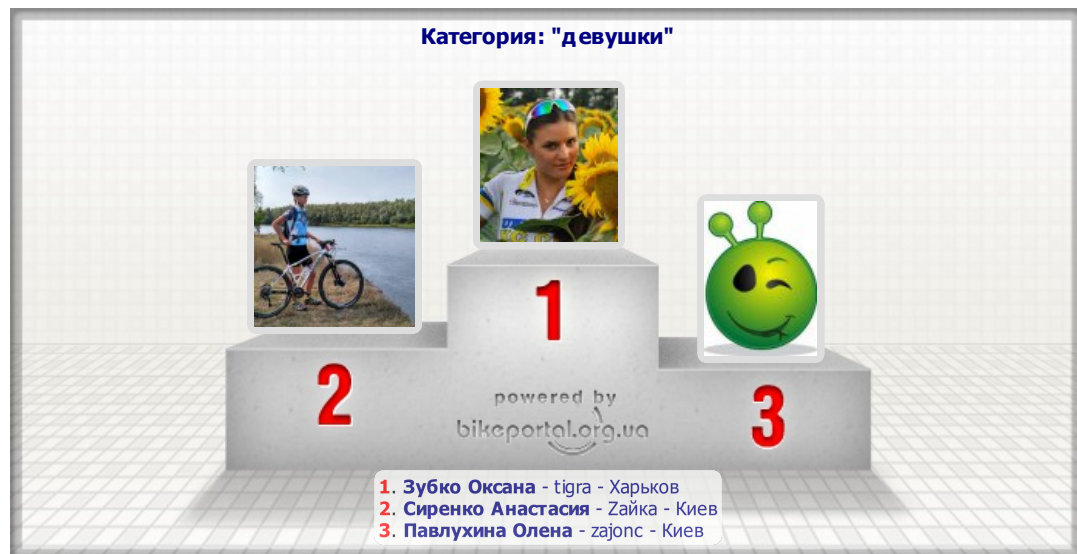 Категория: "девушки"
1
2
3
powered by
bikeportal.org.ua
1. Зубко Оксана - tigra - Харьков
2. Сиренко Анастасия - Zайка - Киев
3. Павлухина Олена - zajonc - Киев